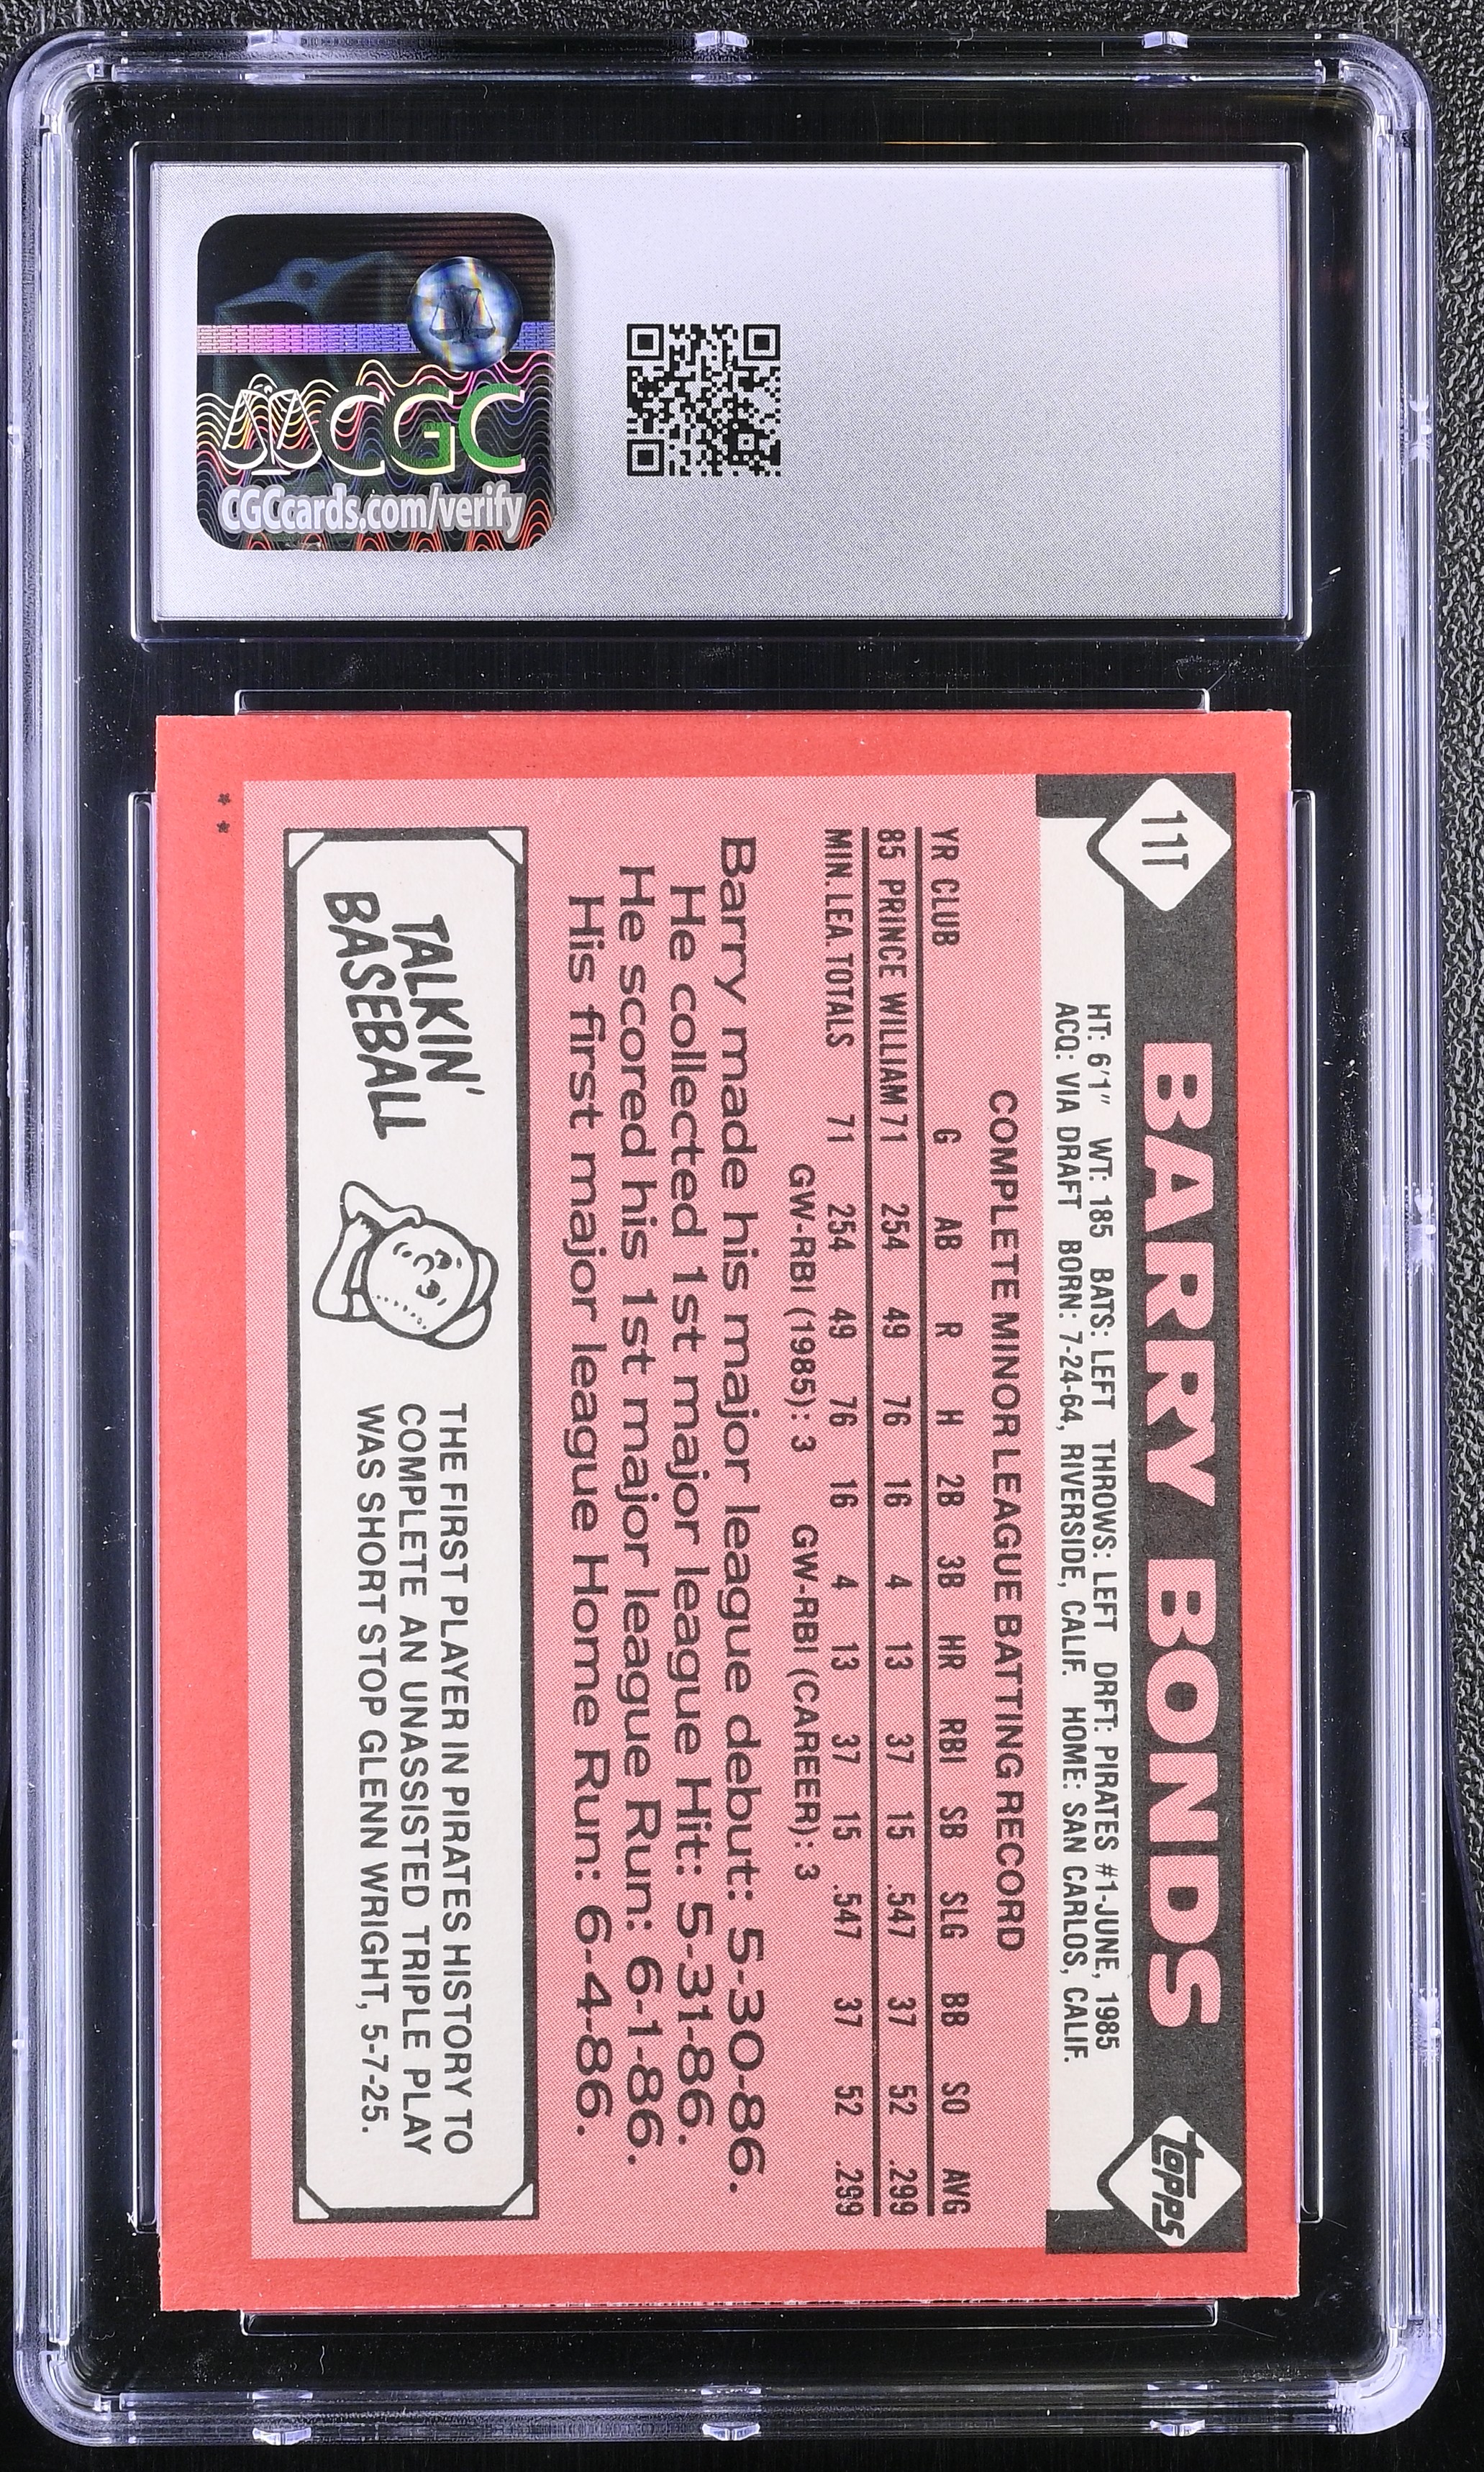 CGC
CGCcards.com/verify
11T
BARRY BONDS
topps
HT: 6'1" WT: 185 BATS: LEFT THROWS: LEFT DRFT: PIRATES #1-JUNE, 1985
ACQ: VIA DRAFT BORN: 7-24-64, RIVERSIDE, CALIF. HOME: SAN CARLOS, CALIF.
COMPLETE MINOR LEAGUE BATTING RECORD
YR CLUB G AB R H 2B 3B HR RBI SB SLG BB SO AVG
85 PRINCE WILLIAM 71 254 49 76 16 4 13 37 15 .547 37 52 .299
MIN. LEA. TOTALS 71 254 49 76 16 4 13 37 15 .547 37 52 .299
GW-RBI (1985): 3 GW-RBI (CAREER): 3
Barry made his major league debut: 5-30-86.
He collected 1st major league Hit: 5-31-86.
He scored his 1st major league Run: 6-1-86.
His first major league Home Run: 6-4-86.
TALKIN'
BASEBALL
THE FIRST PLAYER IN PIRATES HISTORY TO
COMPLETE AN UNASSISTED TRIPLE PLAY
WAS SHORT STOP GLENN WRIGHT, 5-7-25.
**